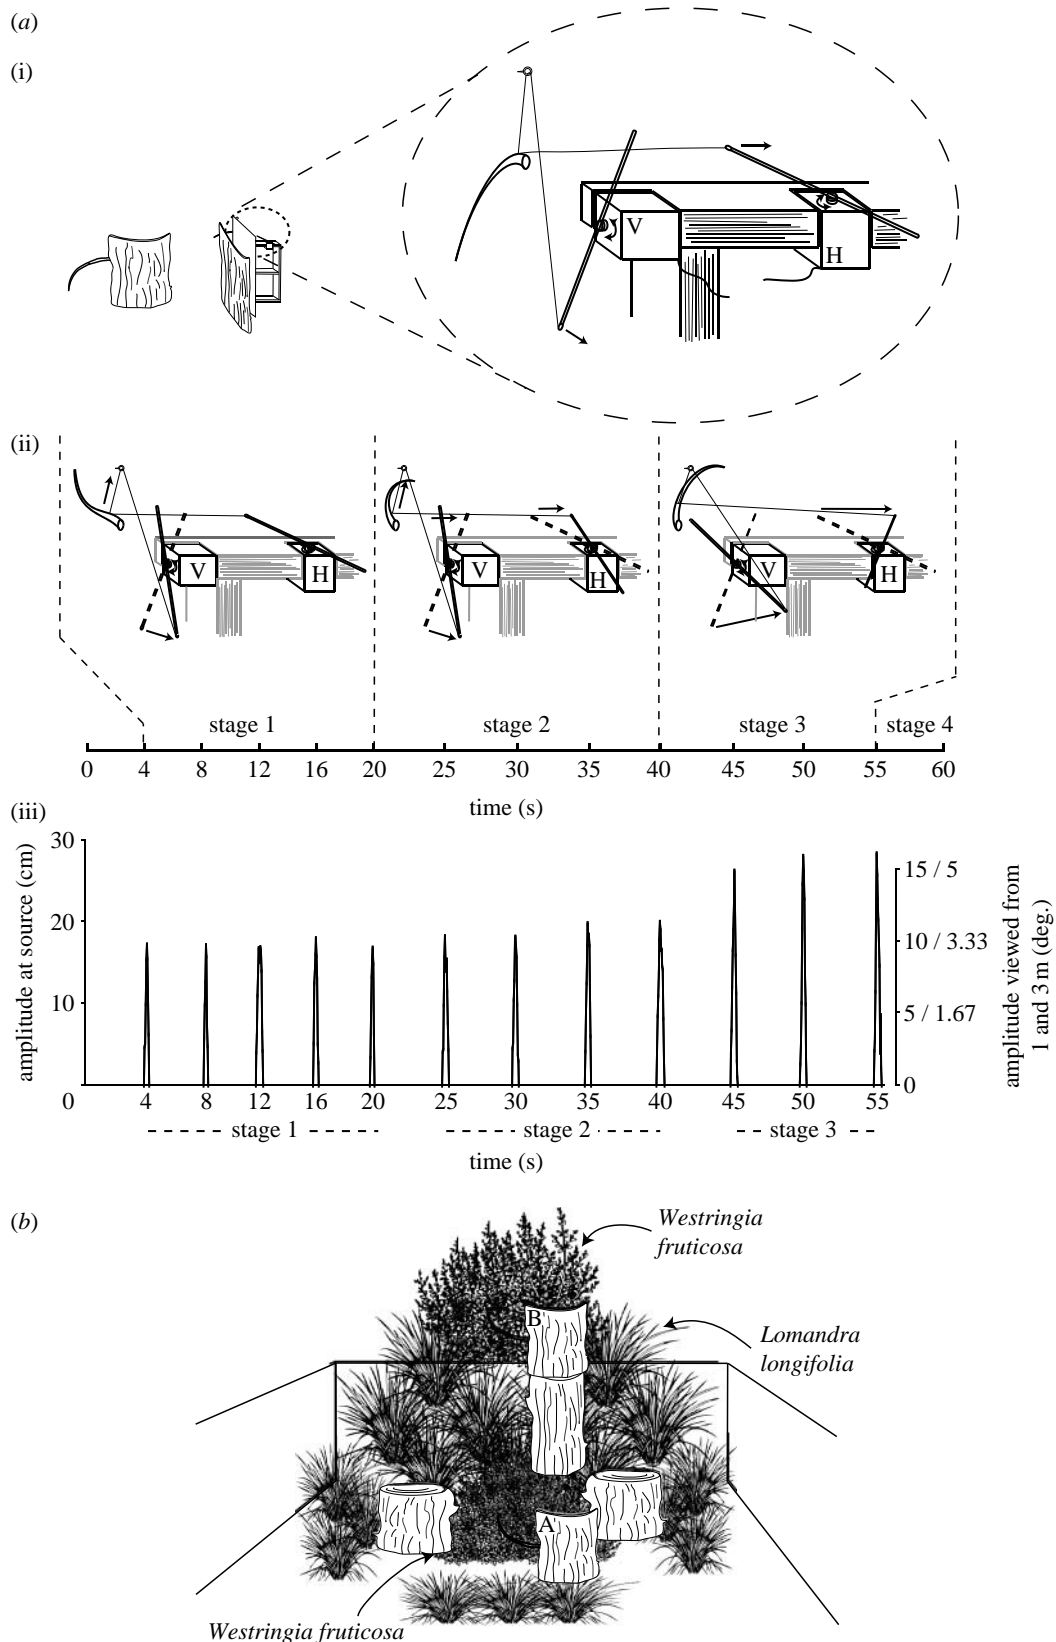 (a)
(i)
V
H
(ii)
V
H
V
H
V
H
stage 1
stage 2
stage 3
stage 4
0 4 8 12 16 20 25 30 35 40 45 50 55 60
time (s)
(iii)
amplitude at source (cm)
30
20
10
0
15 / 5
10 / 3.33
5 / 1.67
0
amplitude viewed from
1 and 3 m (deg.)
4 8 12 16 20 25 30 35 40 45 50 55
stage 1
stage 2
stage 3
time (s)
(b)
Westringia
fruticosa
B
Lomandra
longifolia
A
Westringia fruticosa